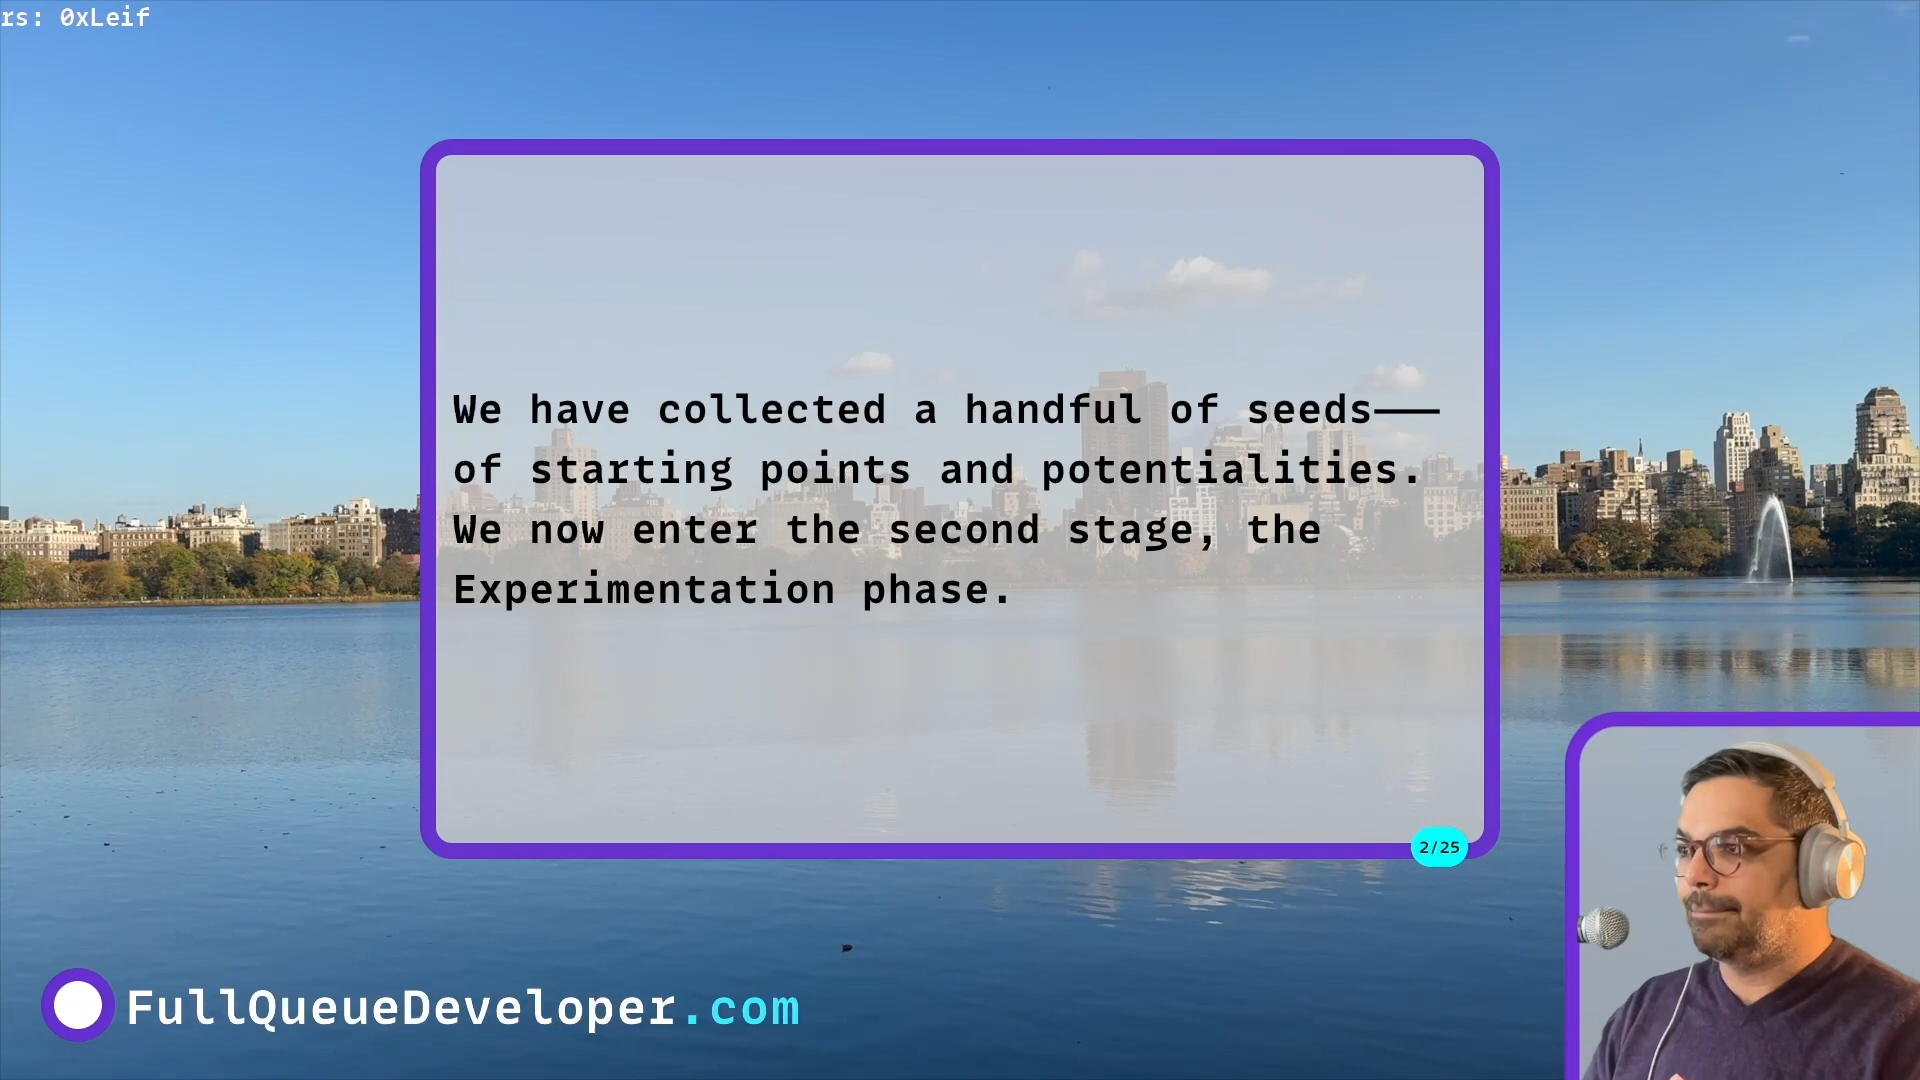 rs: 0xLeif
We have collected a handful of seeds——
of starting points and potentialities.
We now enter the second stage, the
Experimentation phase.
2/25
FullQueueDeveloper.com